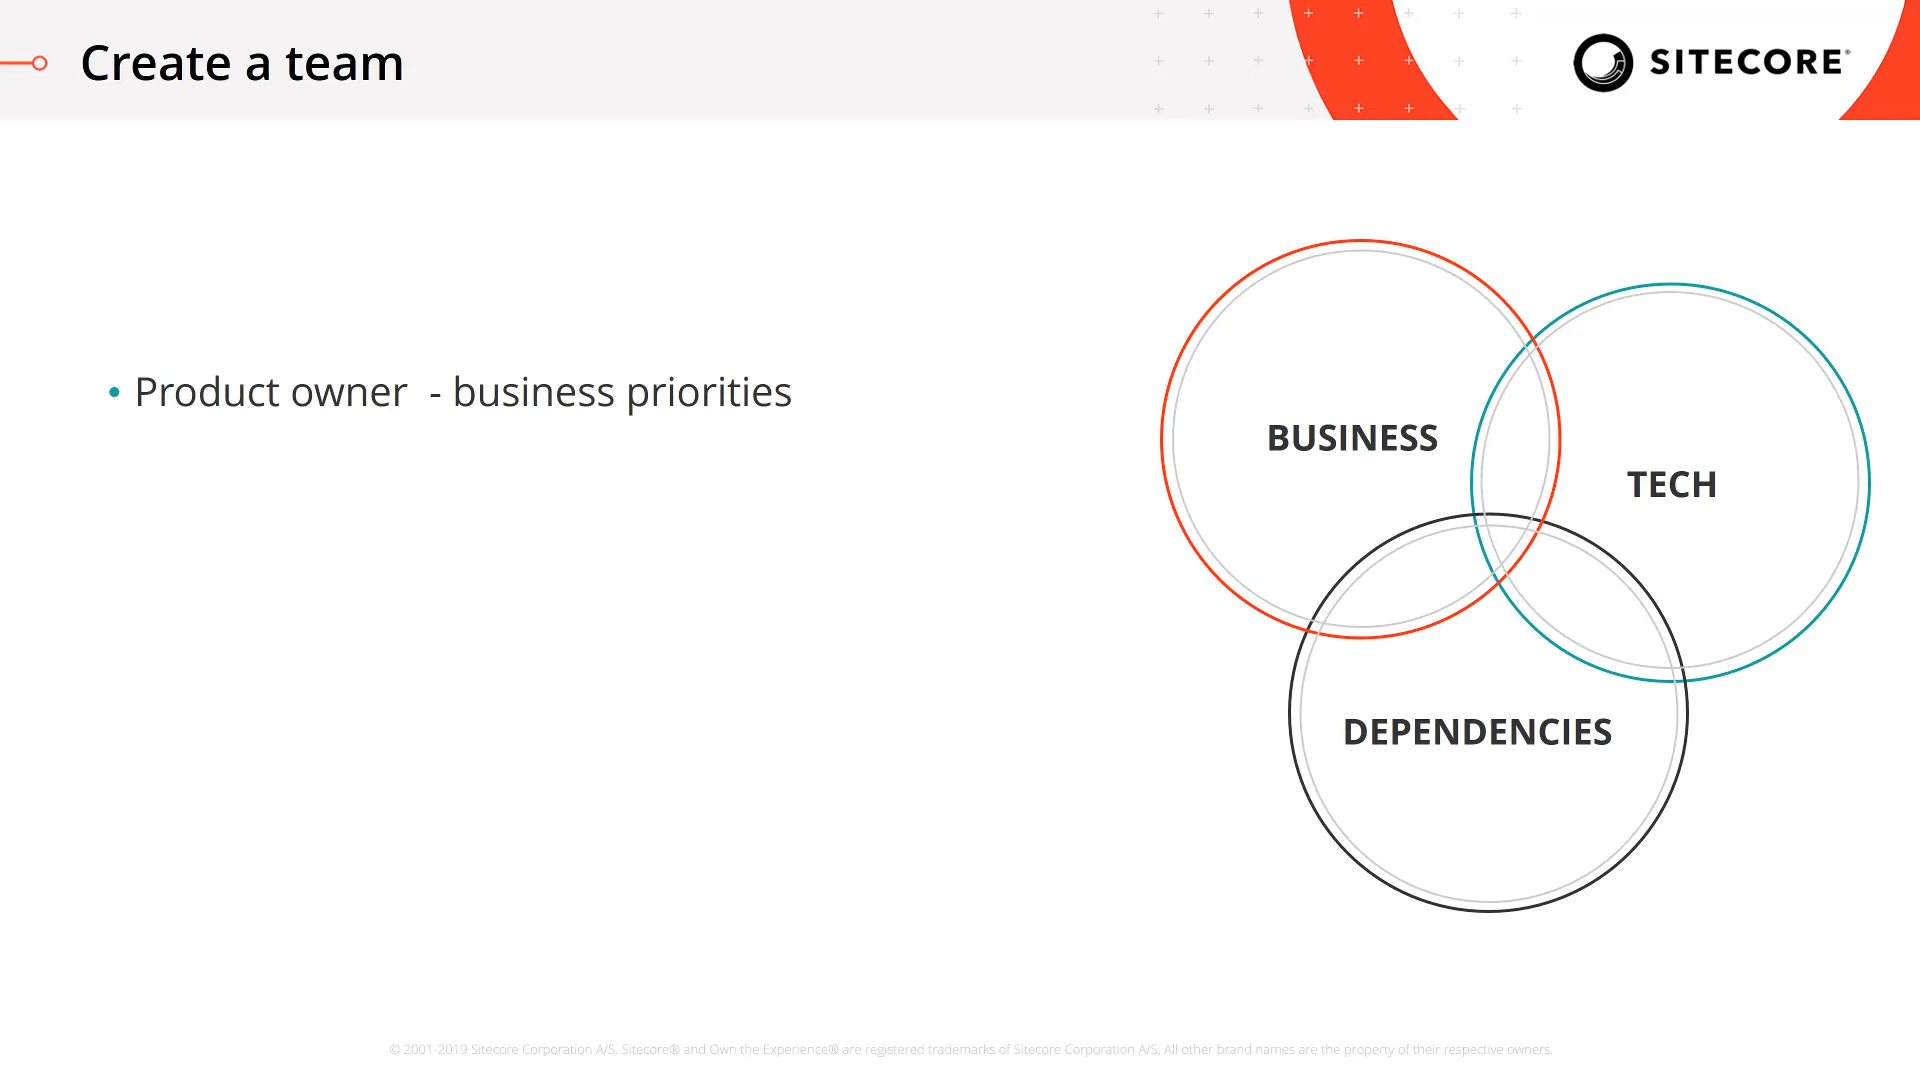 Create a team
SITECORE®
• Product owner  - business priorities
BUSINESS
TECH
DEPENDENCIES
© 2001-2019 Sitecore Corporation A/S. Sitecore® and Own the Experience® are registered trademarks of Sitecore Corporation A/S. All other brand names are the property of their respective owners.